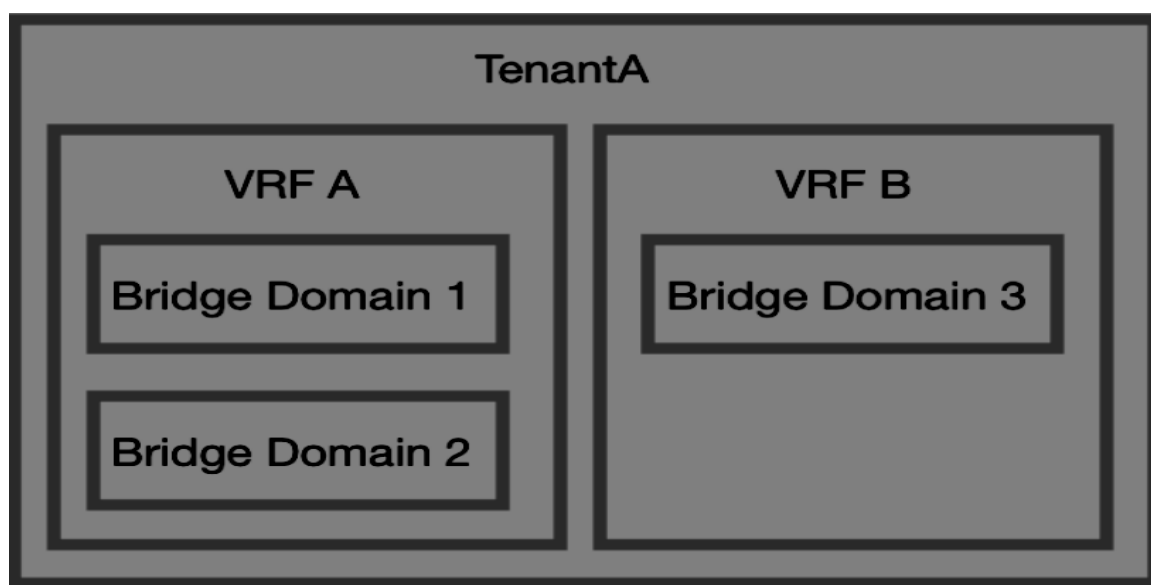 TenantA
VRF A
Bridge Domain 1
Bridge Domain 2
VRF B
Bridge Domain 3